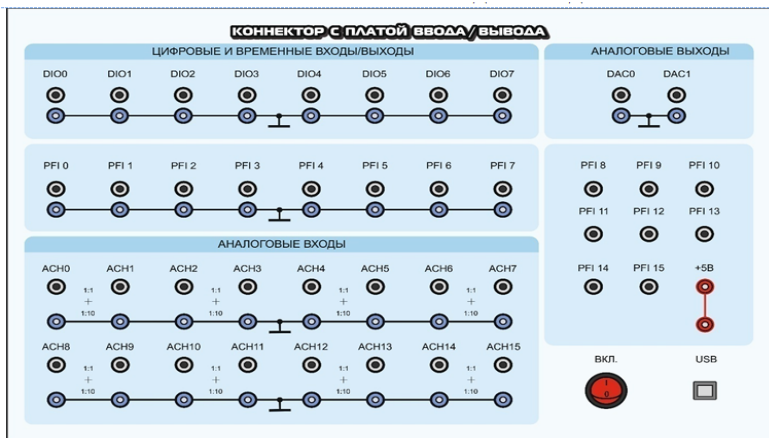 КОННЕКТОР С ПЛАТОЙ ВВОДА/ВЫВОДА
ЦИФРОВЫЕ И ВРЕМЕННЫЕ ВХОДЫ/ВЫХОДЫ
DIO0 DIO1 DIO2 DIO3 DIO4 DIO5 DIO6 DIO7
PFI 0 PFI 1 PFI 2 PFI 3 PFI 4 PFI 5 PFI 6 PFI 7
АНАЛОГОВЫЕ ВХОДЫ
ACH0 ACH1 ACH2 ACH3 ACH4 ACH5 ACH6 ACH7
1:1 1:1 1:1 1:1
1:10 1:10 1:10 1:10
ACH8 ACH9 ACH10 ACH11 ACH12 ACH13 ACH14 ACH15
1:1 1:1 1:1 1:1
1:10 1:10 1:10 1:10
АНАЛОГОВЫЕ ВЫХОДЫ
DAC0 DAC1
PFI 8 PFI 9 PFI 10
PFI 11 PFI 12 PFI 13
PFI 14 PFI 15 +5В
ВКЛ. USB
I
0